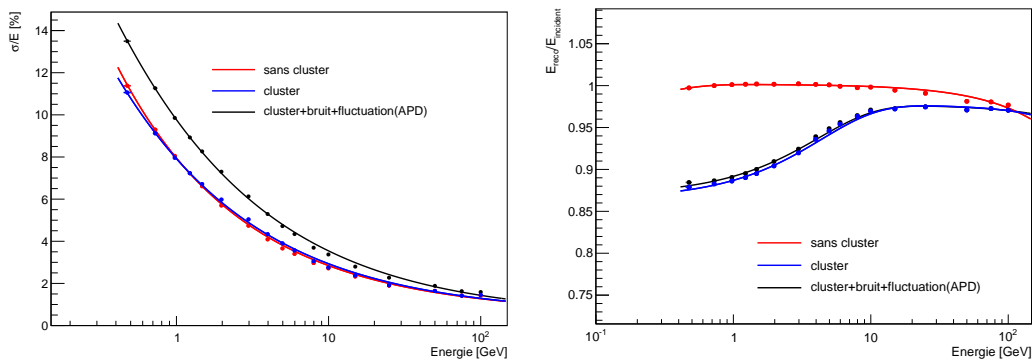 σ/E [%]
14
12
10
8
6
4
2
0
sans cluster
cluster
cluster+bruit+fluctuation(APD)
1
10
10²
Energie [GeV]
E_reco/E_incident
1.05
1
0.95
0.9
0.85
0.8
0.75
sans cluster
cluster
cluster+bruit+fluctuation(APD)
10⁻¹
1
10
10²
Energie [GeV]